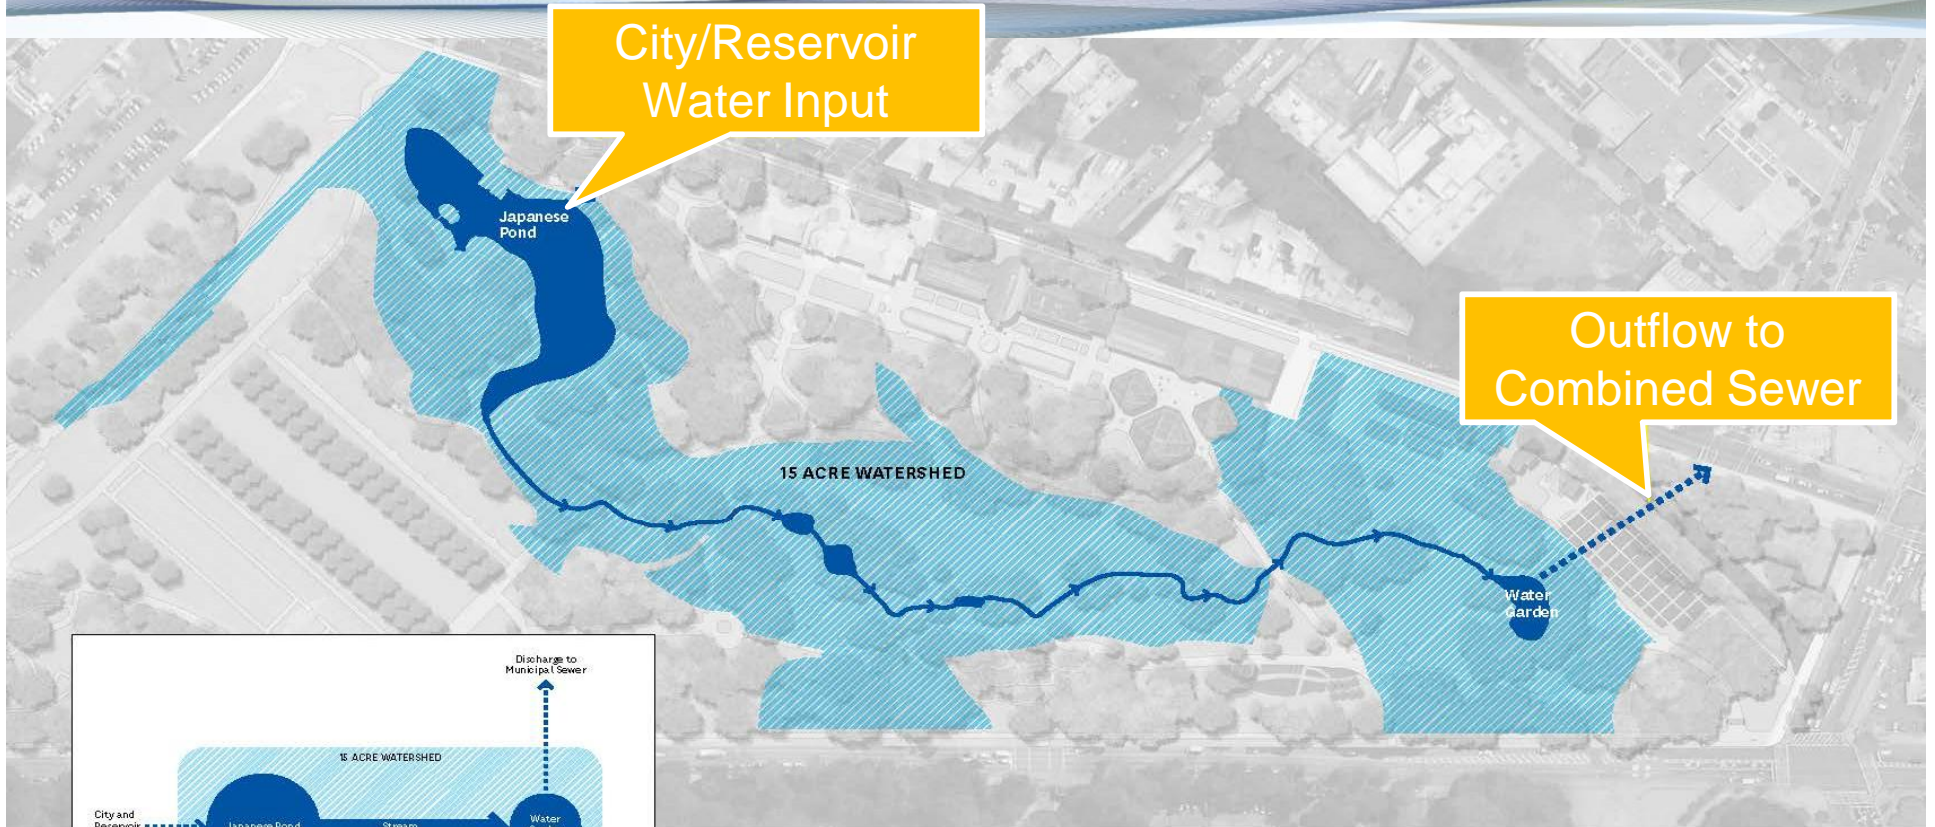 City/Reservoir
Water Input
Japanese
Pond
Outflow to
Combined Sewer
15 ACRE WATERSHED
Water
Garden
Discharge to
Municipal Sewer
15 ACRE WATERSHED
City and
Reservoir
Japanese Pond
Stream
Water